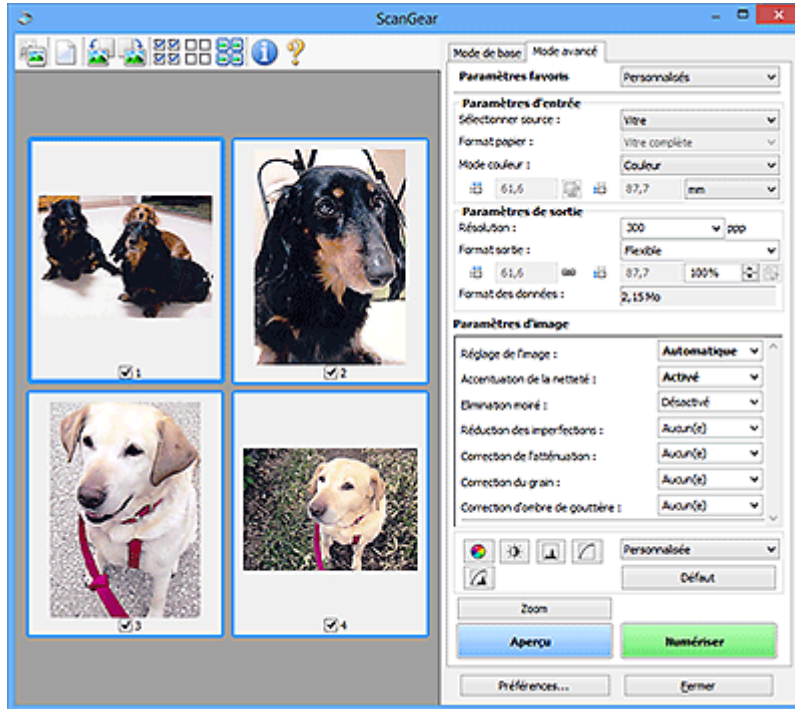 ScanGear
Mode de base Mode avancé
Paramètres favoris Personnalisés
Paramètres d'entrée
Sélectionner source : Vitre
Format papier : Vitre complète
Mode couleur : Couleur
61,6 87,7 mm
Paramètres de sortie
Résolution : 300 ppp
Format sortie : Flexible
61,6 87,7 100%
Format des données : 2,15 Mo
Paramètres d'image
Réglage de l'image : Automatique
Accentuation de la netteté : Activé
Elimination moiré : Désactivé
Réduction des imperfections : Aucun(e)
Correction de l'atténuation : Aucun(e)
Correction du grain : Aucun(e)
Correction d'ombre de gouttière : Aucun(e)
Personnalisée
Défaut
Zoom
Aperçu Numériser
Préférences... Fermer
1
2
3
4